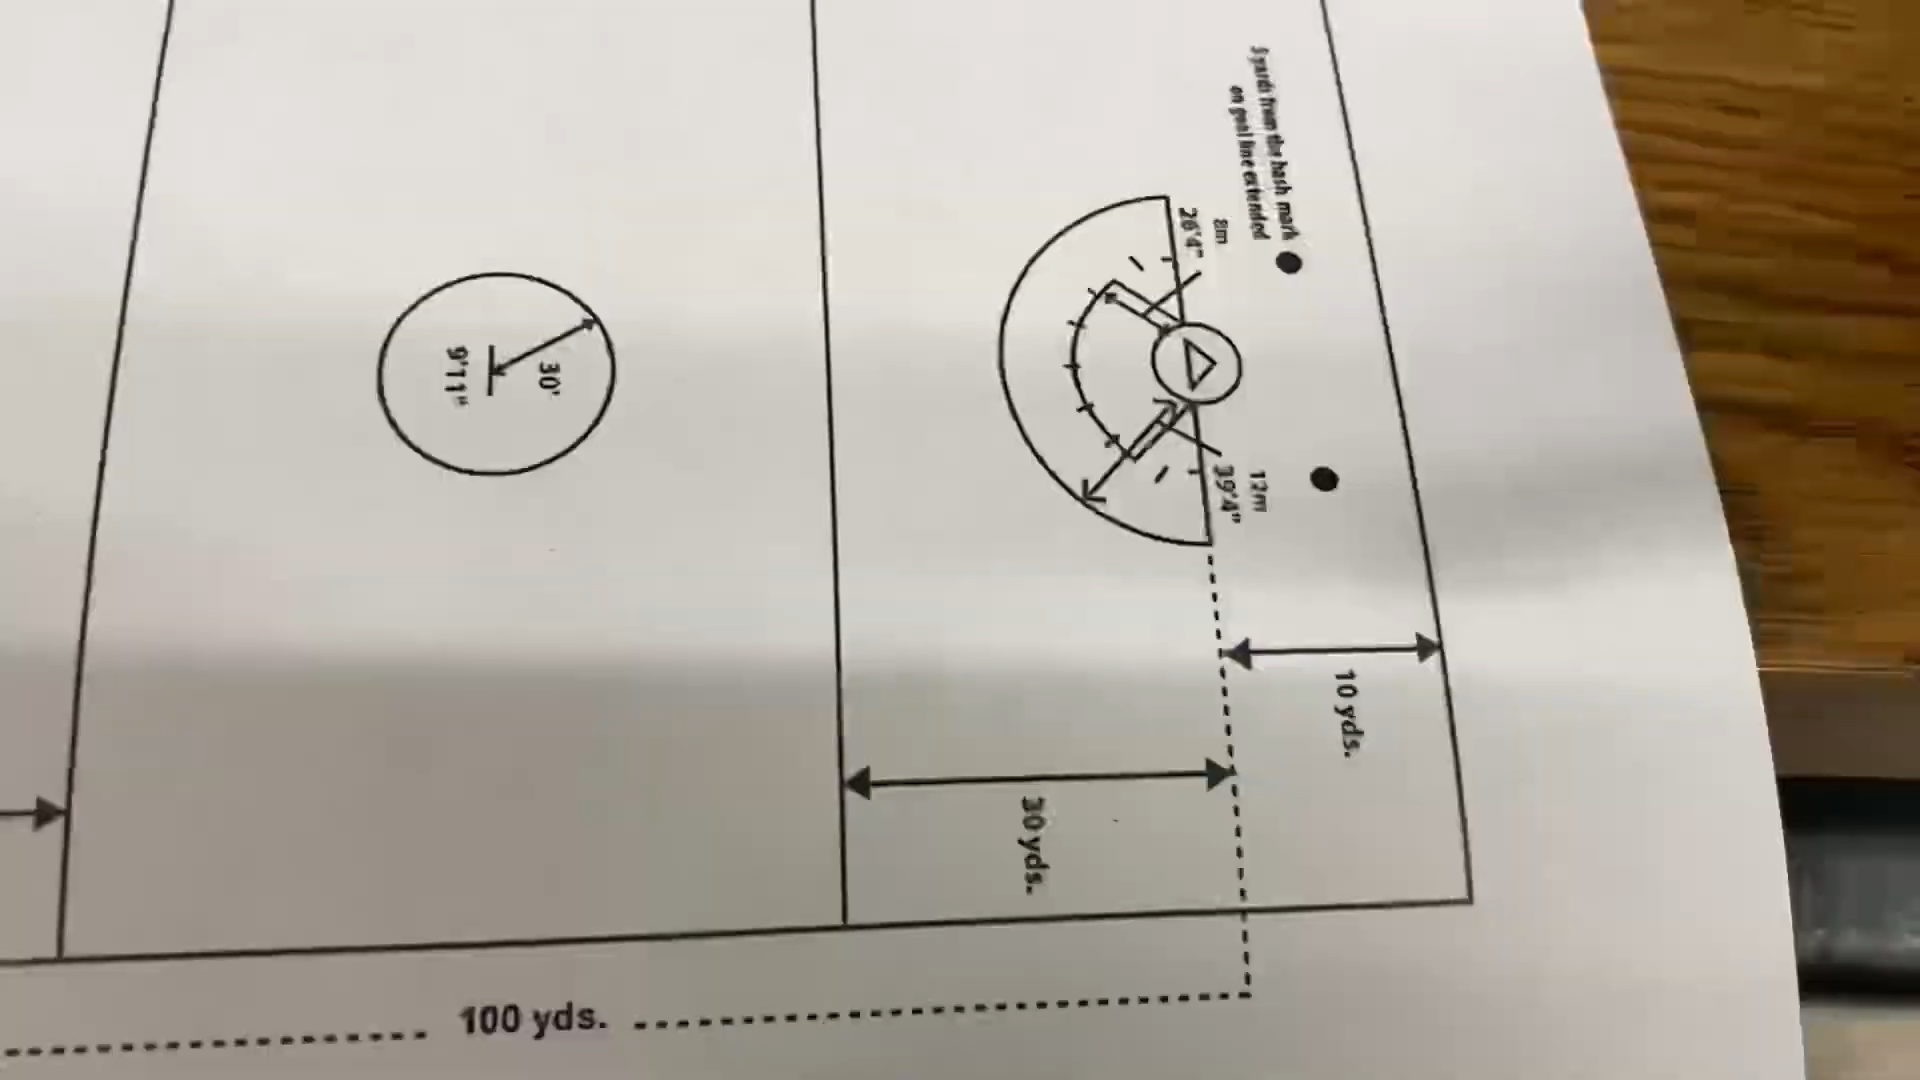 5 yards from the hash mark
on goal line extended
8m
26'4"
12m
39'4"
30'
9'11"
10 yds.
30 yds.
100 yds.